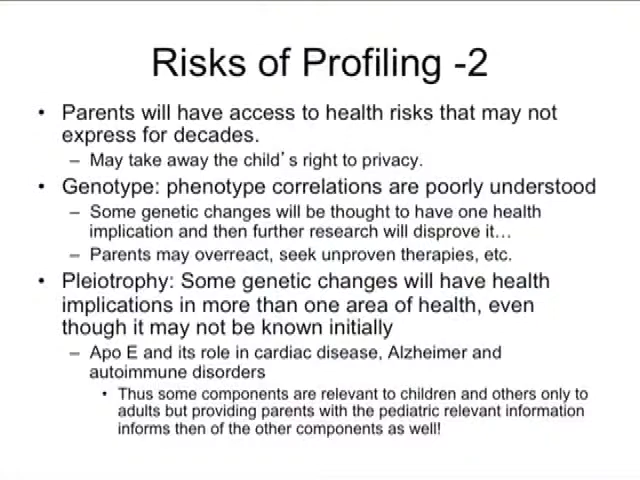 Risks of Profiling -2
• Parents will have access to health risks that may not
express for decades.
– May take away the child's right to privacy.
• Genotype: phenotype correlations are poorly understood
– Some genetic changes will be thought to have one health
implication and then further research will disprove it…
– Parents may overreact, seek unproven therapies, etc.
• Pleiotrophy: Some genetic changes will have health
implications in more than one area of health, even
though it may not be known initially
– Apo E and its role in cardiac disease, Alzheimer and
autoimmune disorders
• Thus some components are relevant to children and others only to
adults but providing parents with the pediatric relevant information
informs then of the other components as well!